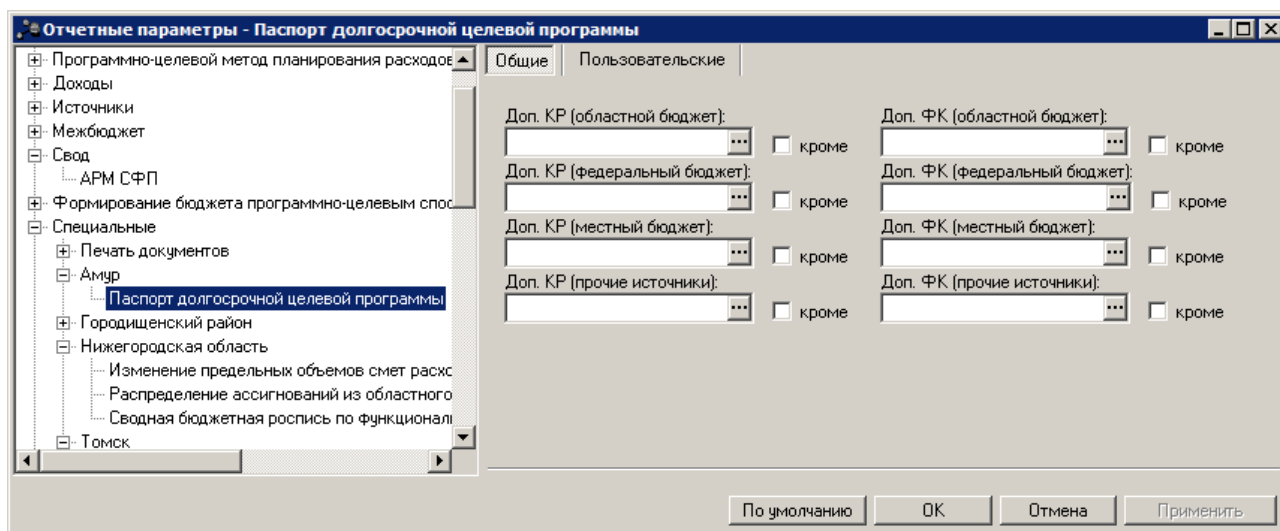 Отчетные параметры - Паспорт долгосрочной целевой программы
Программно-целевой метод планирования расходов
Доходы
Источники
Межбюджет
Свод
АРМ СФП
Формирование бюджета программно-целевым спос
Специальные
Печать документов
Амур
Паспорт долгосрочной целевой программы
Городищенский район
Нижегородская область
Изменение предельных объемов смет расхо
Распределение ассигнований из областного
Сводная бюджетная роспись по функционал
Томск
Общие Пользовательские
Доп. КР (областной бюджет): Доп. ФК (областной бюджет):
... кроме ... кроме
Доп. КР (федеральный бюджет): Доп. ФК (федеральный бюджет):
... кроме ... кроме
Доп. КР (местный бюджет): Доп. ФК (местный бюджет):
... кроме ... кроме
Доп. КР (прочие источники): Доп. ФК (прочие источники):
... кроме ... кроме
По умолчанию OK Отмена Применить